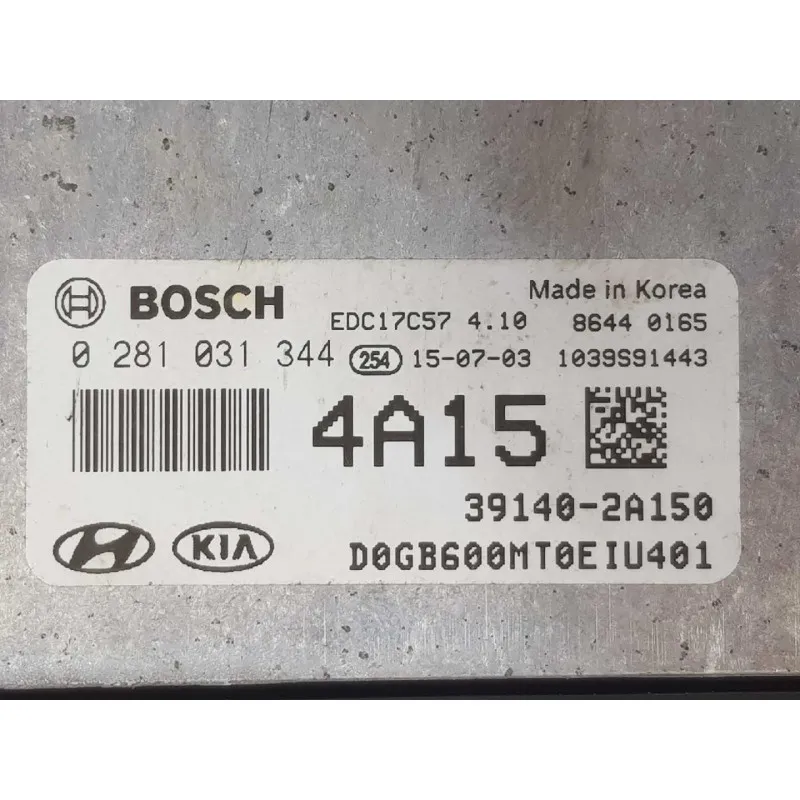 BOSCH
Made in Korea
EDC17C57 4.10 8644 0165
0 281 031 344 254 15-07-03 1039S91443
4A15
39140-2A150
KIA D0GB600MT0EIU401